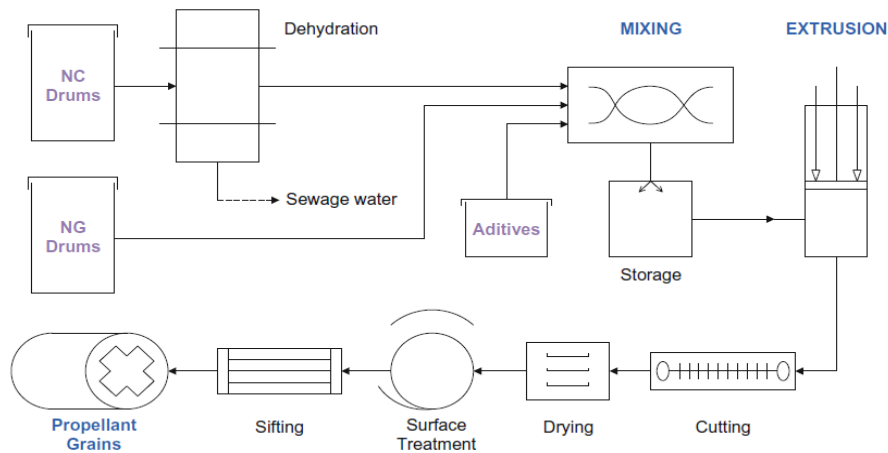 Dehydration
MIXING
EXTRUSION
NC
Drums
Sewage water
NG
Drums
Aditives
Storage
Propellant
Grains
Sifting
Surface
Treatment
Drying
Cutting